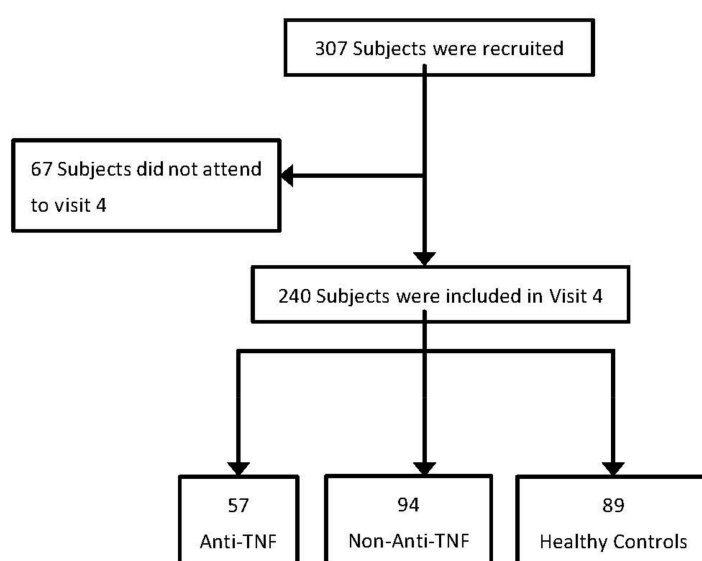 307 Subjects were recruited
67 Subjects did not attend
to visit 4
240 Subjects were included in Visit 4
57
Anti-TNF
94
Non-Anti-TNF
89
Healthy Controls